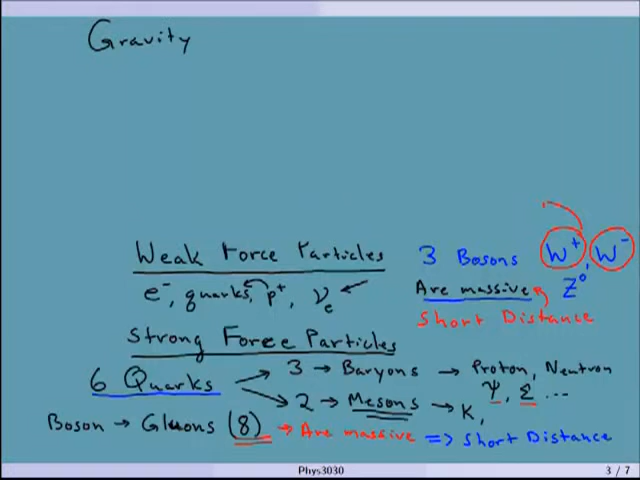 Gravity
Weak Force Particles
3 Bosons W⁺, W⁻
e⁻, quarks, p⁺, νₑ ←
Are massive Z⁰
Short Distance
Strong Force Particles
6 Quarks → 3 → Baryons → Proton, Neutron
→ 2 → Mesons → K, Ψ, Σ ...
Boson → Gluons (8) → Are massive => Short Distance
Phys3030
3 / 7